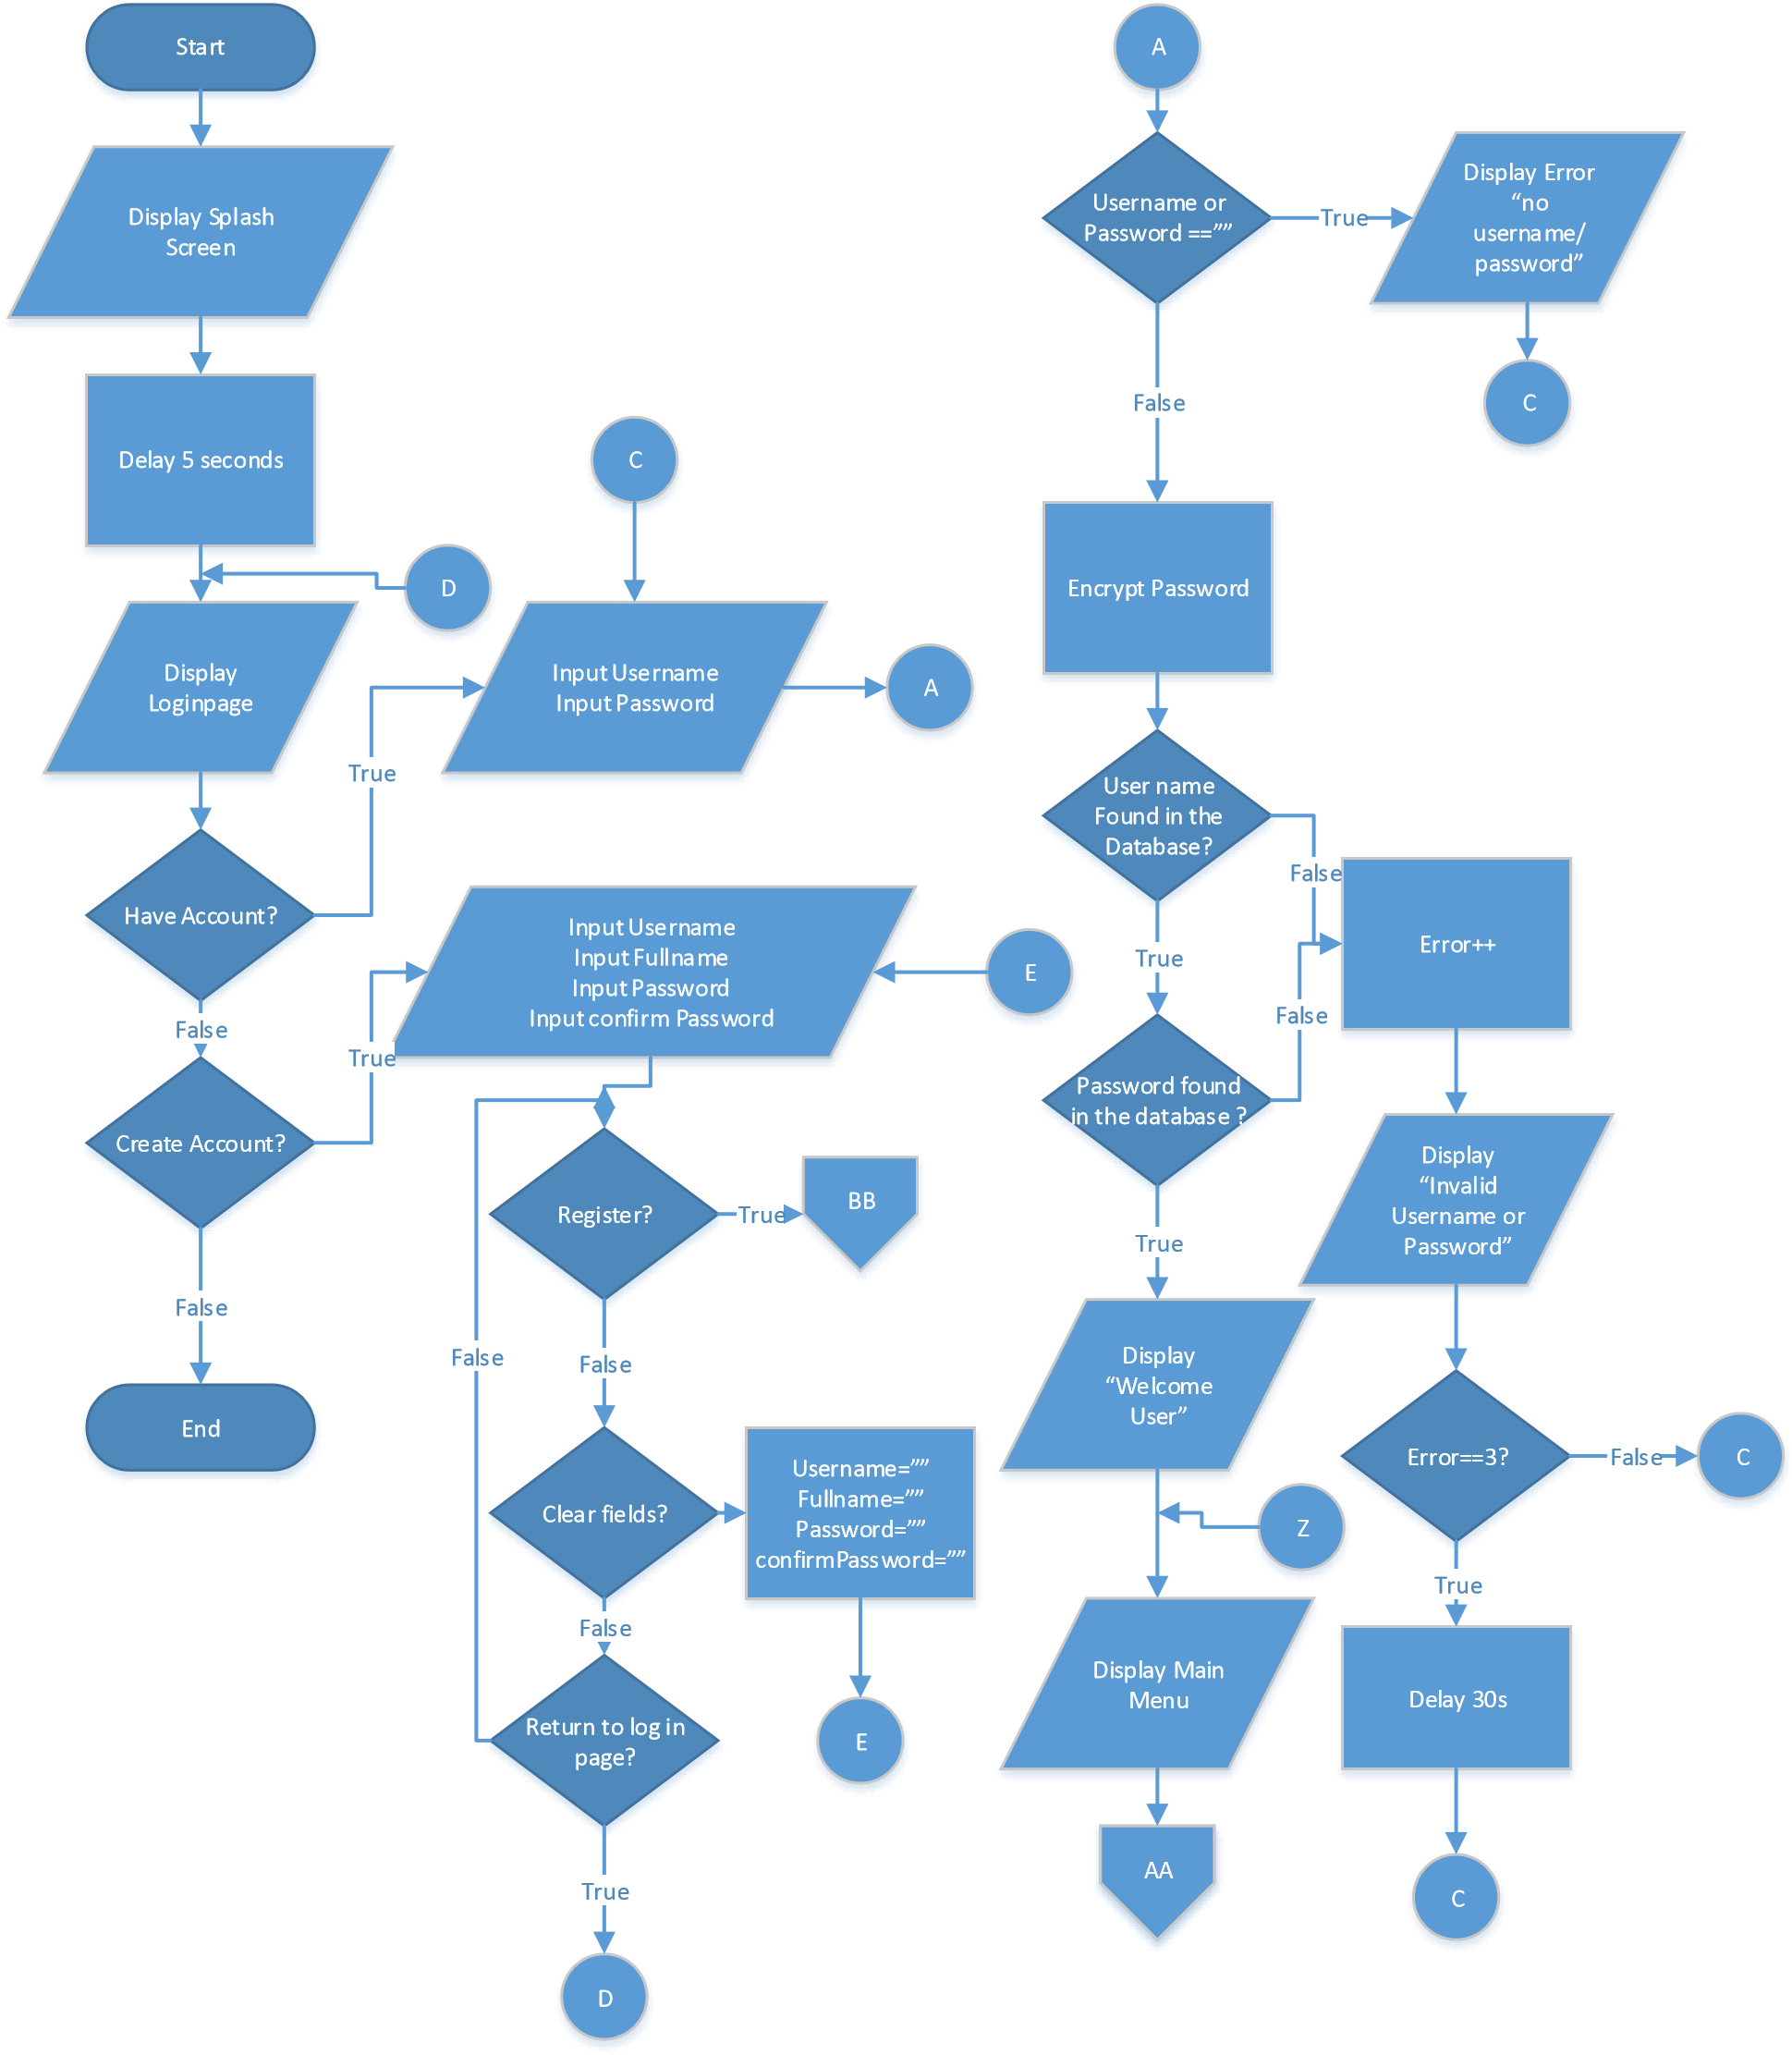 Start
Display Splash
Screen
Delay 5 seconds
D
Display
Loginpage
Have Account?
True
False
Create Account?
True
False
End
C
Input Username
Input Password
A
Input Username
Input Fullname
Input Password
Input confirm Password
E
Register?
True
BB
False
False
Clear fields?
Username=””
Fullname=””
Password=””
confirmPassword=””
E
False
Return to log in
page?
True
D
A
Username or
Password ==””
True
Display Error
“no
username/
password”
C
False
Encrypt Password
User name
Found in the
Database?
False
Error++
True
Password found
in the database ?
False
True
Display
“Invalid
Username or
Password”
Display
“Welcome
User”
Error==3?
False
C
Z
True
Display Main
Menu
Delay 30s
AA
C